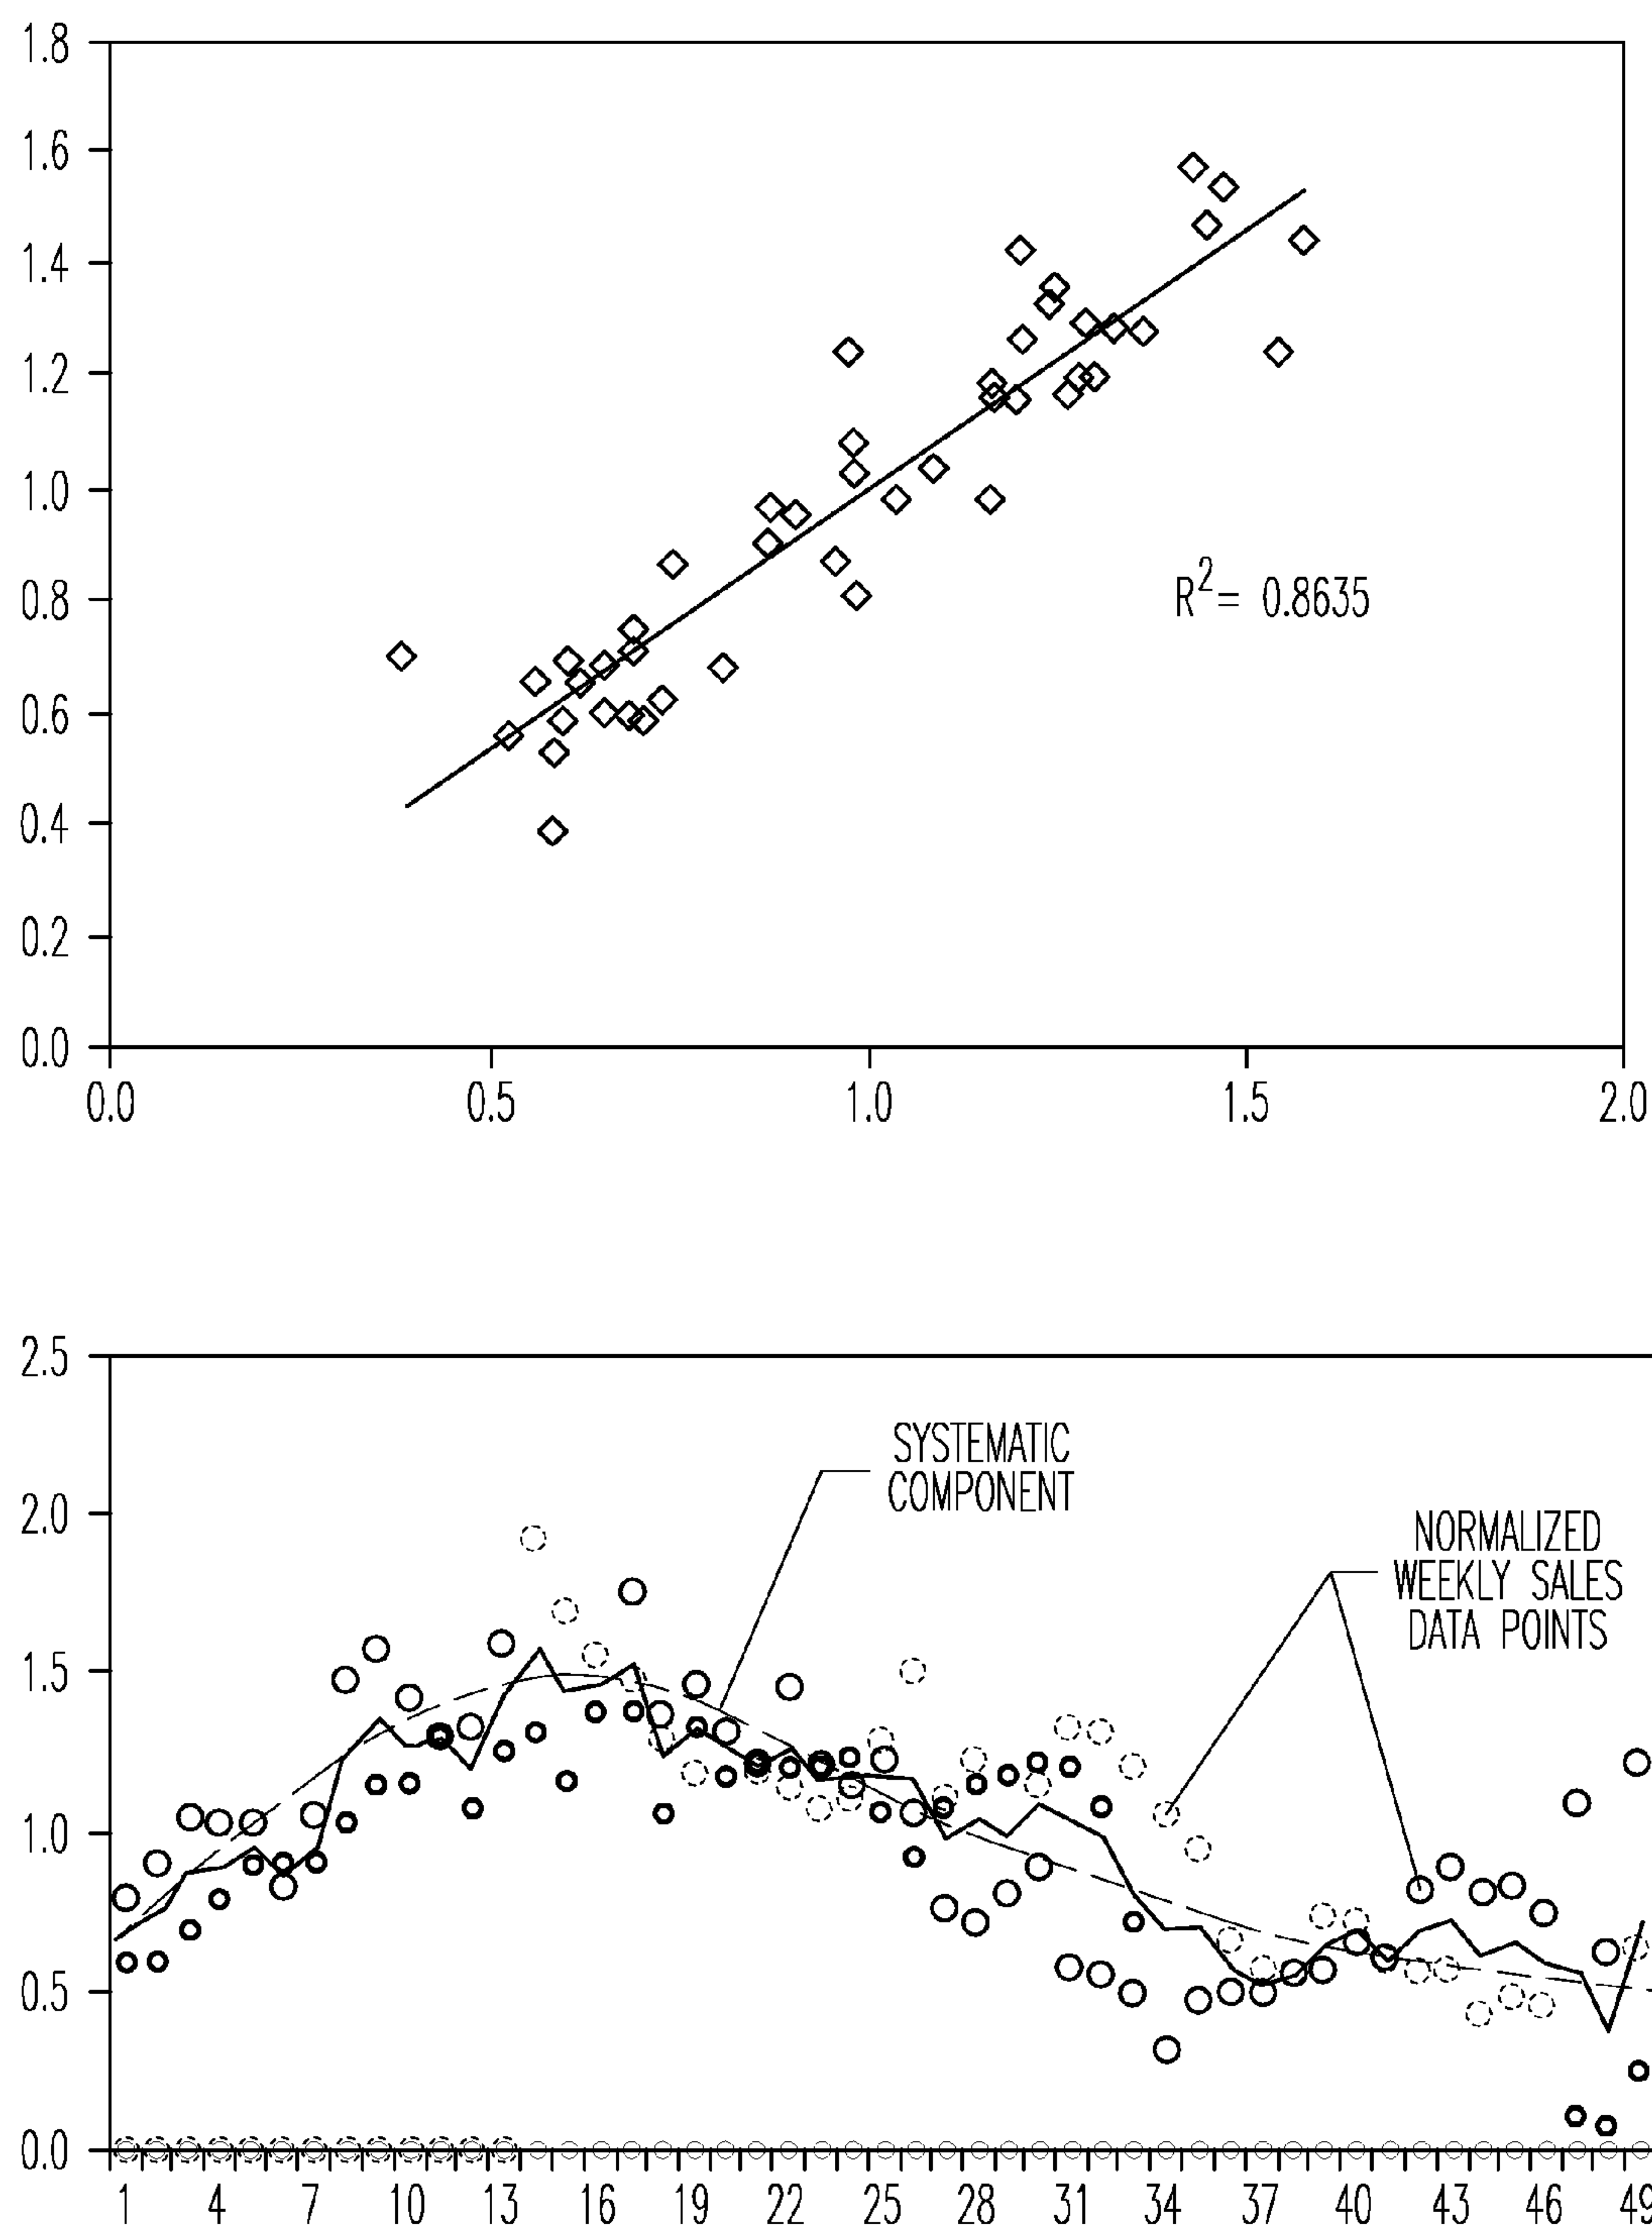 1.8
1.6
1.4
1.2
1.0
0.8
0.6
0.4
0.2
0.0
R²= 0.8635
0.0 0.5 1.0 1.5 2.0
2.5
2.0
1.5
1.0
0.5
0.0
SYSTEMATIC
COMPONENT
NORMALIZED
WEEKLY SALES
DATA POINTS
1 4 7 10 13 16 19 22 25 28 31 34 37 40 43 46 49